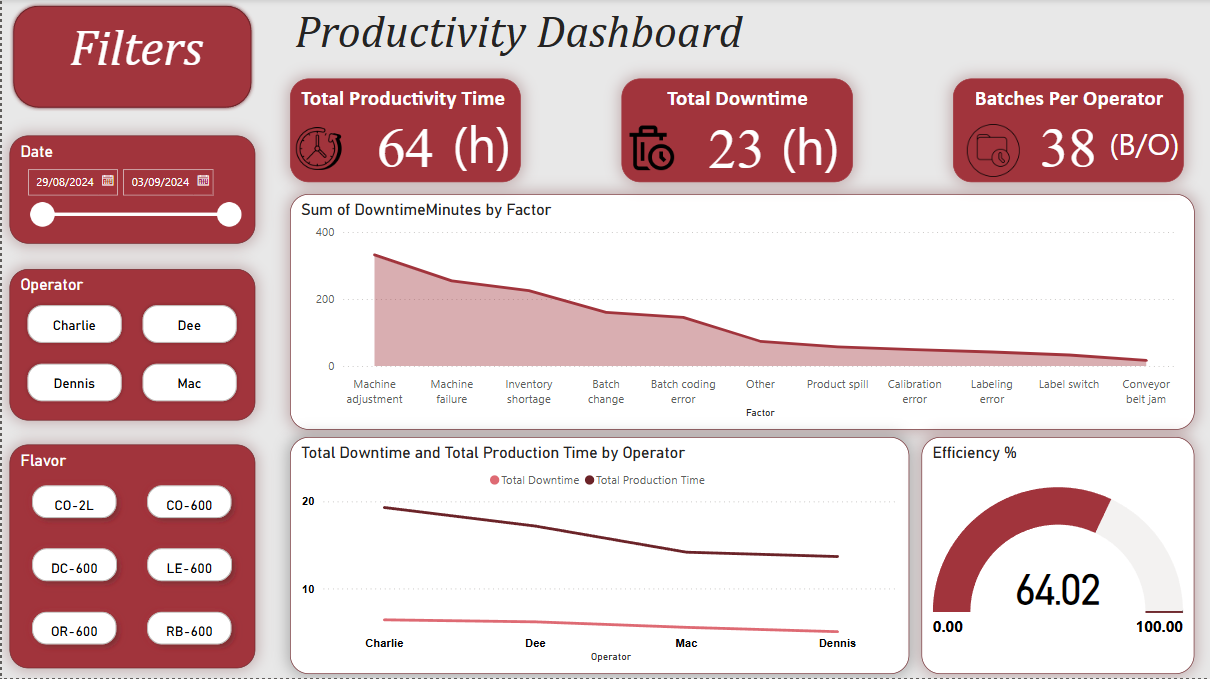 Filters
Productivity Dashboard
Total Productivity Time
64 (h)
Total Downtime
23 (h)
Batches Per Operator
38 (B/O)
Date
29/08/2024 03/09/2024
Operator
Charlie Dee
Dennis Mac
Flavor
CO-2L CO-600
DC-600 LE-600
OR-600 RB-600
Sum of DowntimeMinutes by Factor
400
200
0
Machine adjustment
Machine failure
Inventory shortage
Batch change
Batch coding error
Other
Product spill
Calibration error
Labeling error
Label switch
Conveyor belt jam
Factor
Total Downtime and Total Production Time by Operator
Total Downtime Total Production Time
20
10
Charlie Dee Mac Dennis
Operator
Efficiency %
64.02
0.00 100.00